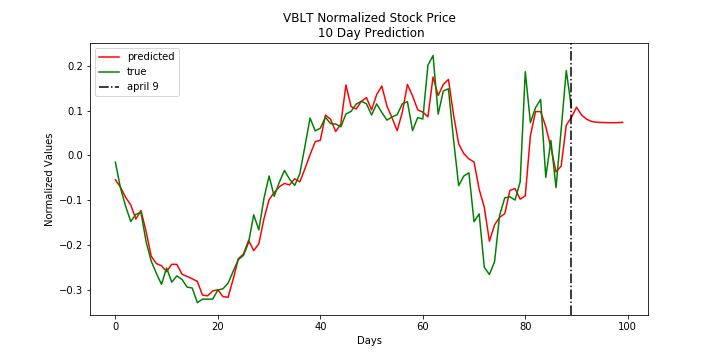 VBLT Normalized Stock Price
10 Day Prediction
predicted
true
april 9
Normalized Values
0.2
0.1
0.0
−0.1
−0.2
−0.3
0
20
40
60
80
100
Days